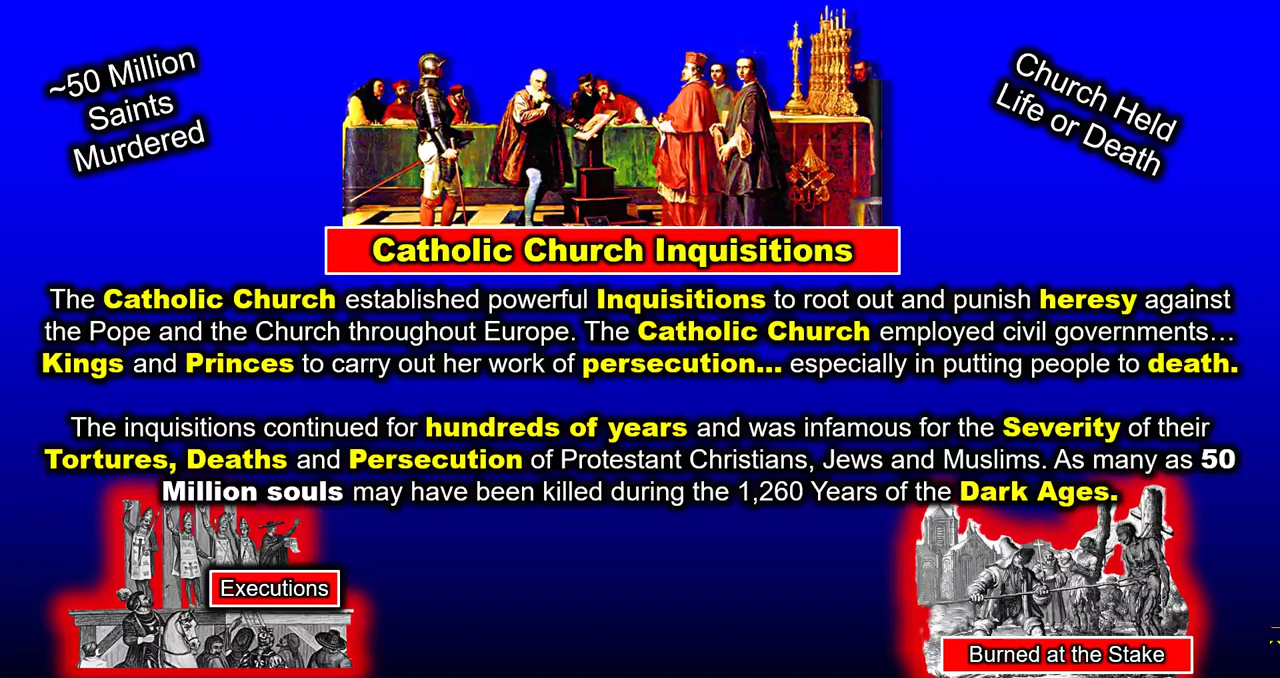 ~50 Million
Saints
Murdered
Church Held
Life or Death
Catholic Church Inquisitions
The Catholic Church established powerful Inquisitions to root out and punish heresy against
the Pope and the Church throughout Europe. The Catholic Church employed civil governments…
Kings and Princes to carry out her work of persecution... especially in putting people to death.
The inquisitions continued for hundreds of years and was infamous for the Severity of their
Tortures, Deaths and Persecution of Protestant Christians, Jews and Muslims. As many as 50
Million souls may have been killed during the 1,260 Years of the Dark Ages.
Executions
Burned at the Stake